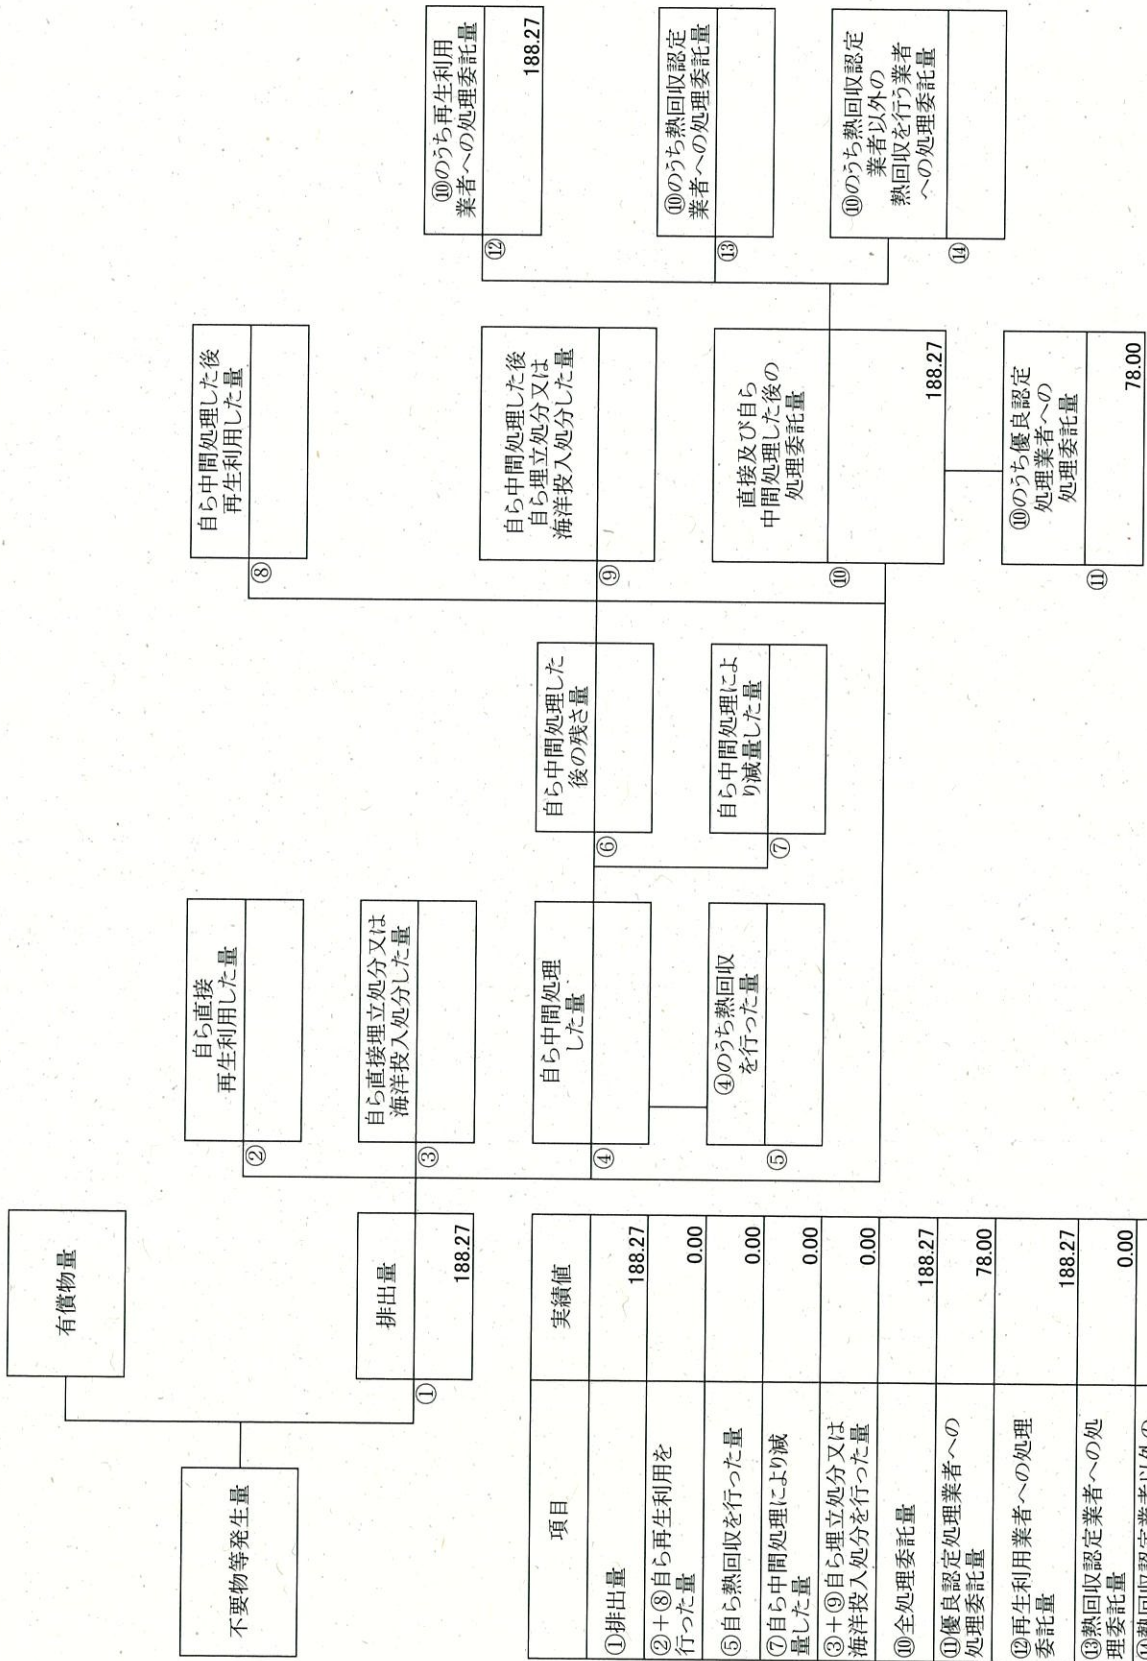 不要物等発生量
有償物量
①
排出量
188.27
②
自ら直接
再生利用した量
③
自ら直接埋立処分又は
海洋投入処分した量
④
自ら中間処理
した量
⑤
④のうち熱回収
を行った量
⑥
自ら中間処理した
後の残さ量
⑦
自ら中間処理によ
り減量した量
⑧
自ら中間処理した後
再生利用した量
⑨
自ら中間処理した後
自ら埋立処分又は
海洋投入処分した量
⑩
直接及び自ら
中間処理した後の
処理委託量
188.27
⑪
⑩のうち優良認定
処理業者への
処理委託量
78.00
⑫
⑩のうち再生利用
業者への処理委託量
188.27
⑬
⑩のうち熱回収認定
業者への処理委託量
⑭
⑩のうち熱回収認定
業者以外の
熱回収を行う業者
への処理委託量
項目 実績値
①排出量 188.27
②+⑧自ら再生利用を
行った量 0.00
⑤自ら熱回収を行った量 0.00
⑦自ら中間処理により減
量した量 0.00
③+⑨自ら埋立処分又は
海洋投入処分を行った量 0.00
⑩全処理委託量 188.27
⑪優良認定処理業者への
処理委託量 78.00
⑫再生利用業者への処理
委託量 188.27
⑬熱回収認定業者への処
理委託量 0.00
⑭熱回収認定業者以外の